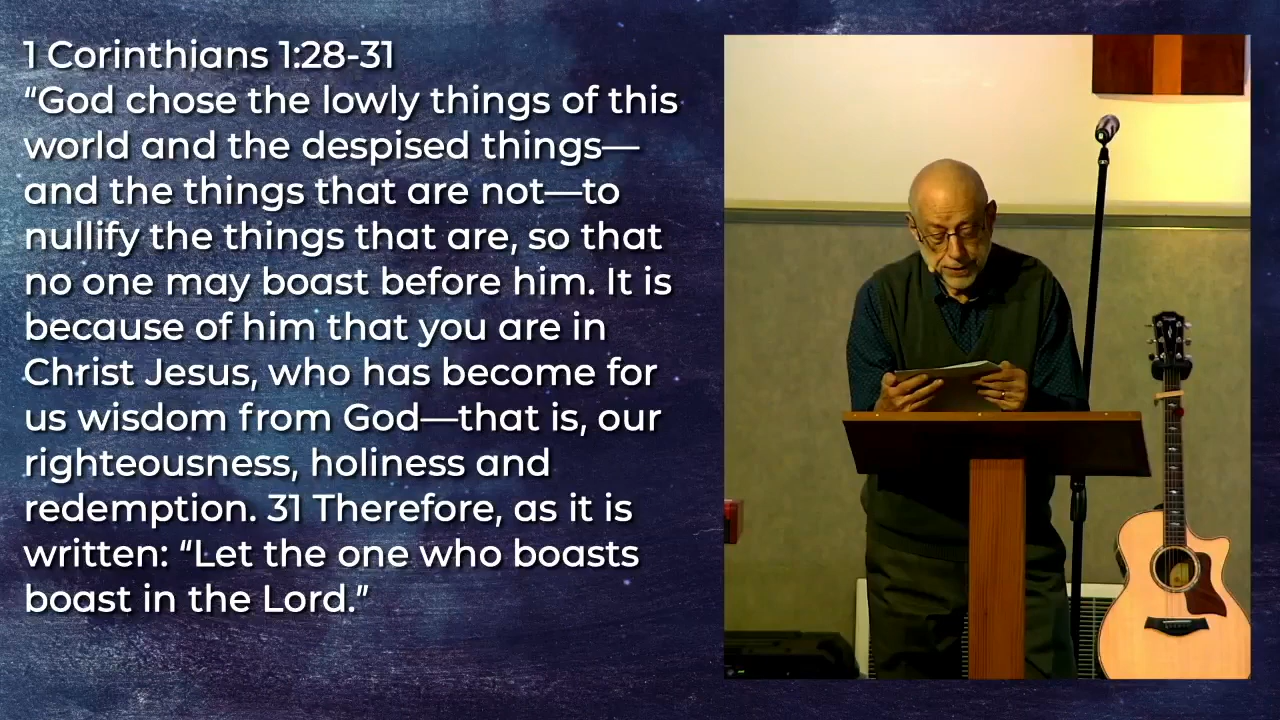 1 Corinthians 1:28-31
“God chose the lowly things of this
world and the despised things—
and the things that are not—to
nullify the things that are, so that
no one may boast before him. It is
because of him that you are in
Christ Jesus, who has become for
us wisdom from God—that is, our
righteousness, holiness and
redemption. 31 Therefore, as it is
written: “Let the one who boasts
boast in the Lord.”